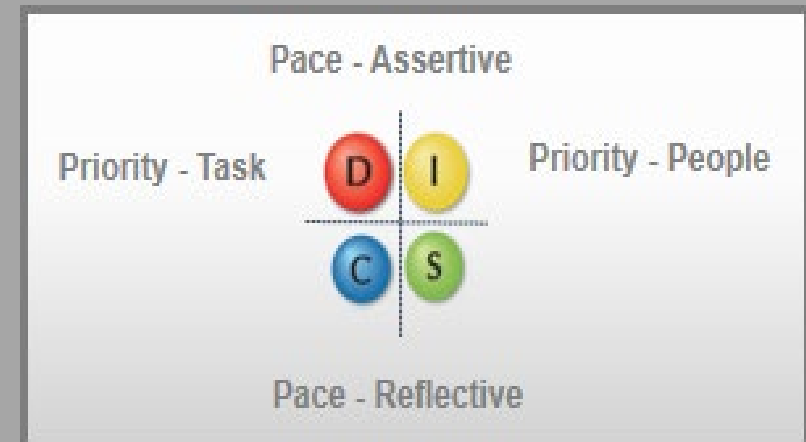 Pace - Assertive
Priority - Task
Priority - People
D I
C S
Pace - Reflective